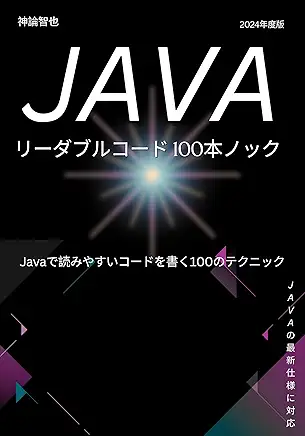 神論智也
2024年度版
JAVA
リーダブルコード 100本ノック
Javaで読みやすいコードを書く100のテクニック
JAVAの最新仕様に対応